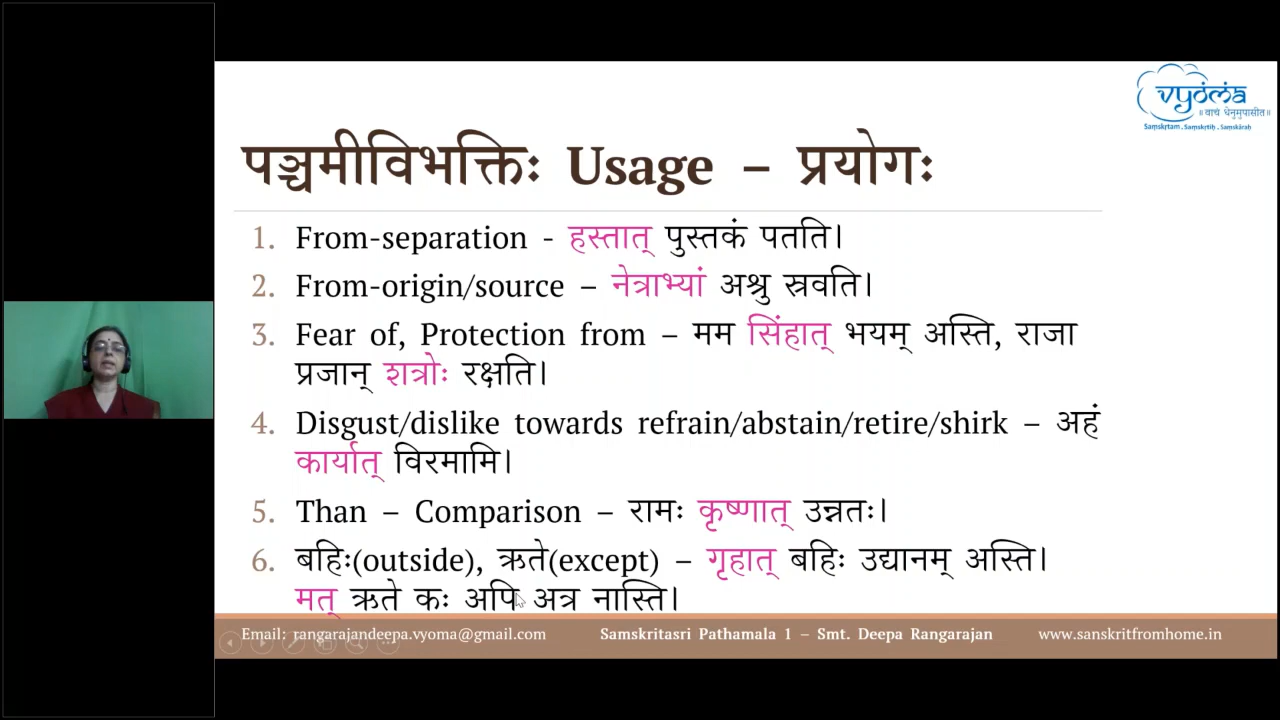 vyoma
॥ वाचं धेनुमुपासीत॥
Saṃskṛtam . Saṃskṛtiḥ . Saṃskāraḥ
पञ्चमीविभक्तिः Usage – प्रयोगः
1. From-separation - हस्तात् पुस्तकं पतति।
2. From-origin/source – नेत्राभ्यां अश्रु स्रवति।
3. Fear of, Protection from – मम सिंहात् भयम् अस्ति, राजा
प्रजान् शत्रोः रक्षति।
4. Disgust/dislike towards refrain/abstain/retire/shirk – अहं
कार्यात् विरमामि।
5. Than – Comparison – रामः कृष्णात् उन्नतः।
6. बहिः(outside), ऋते(except) – गृहात् बहिः उद्यानम् अस्ति।
मत् ऋते कः अपि अत्र नास्ति।
Email: rangarajandeepa.vyoma@gmail.com Samskritasri Pathamala 1 – Smt. Deepa Rangarajan www.sanskritfromhome.in